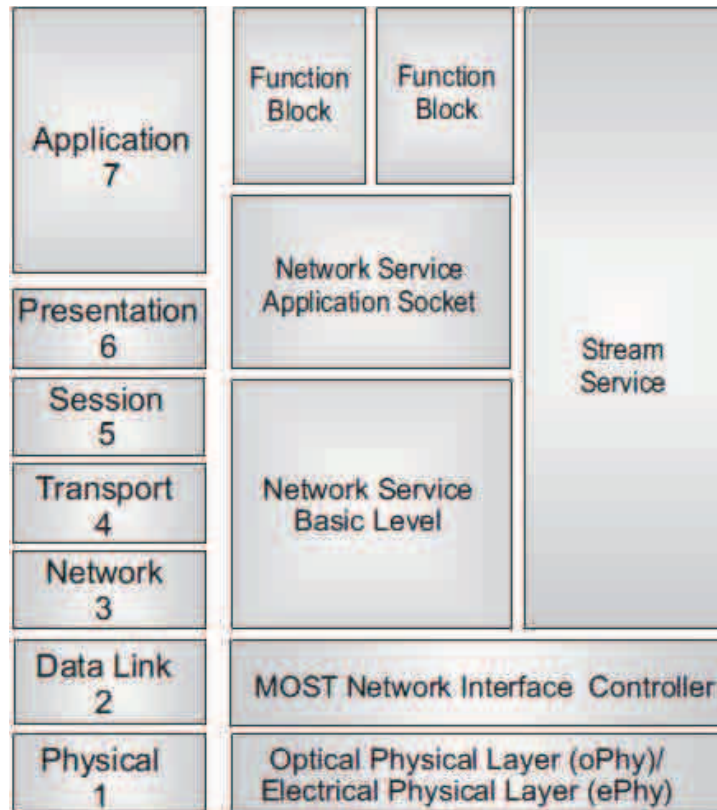 Application
7
Presentation
6
Session
5
Transport
4
Network
3
Data Link
2
Physical
1
Function
Block
Function
Block
Network Service
Application Socket
Network Service
Basic Level
Stream
Service
MOST Network Interface Controller
Optical Physical Layer (oPhy)/
Electrical Physical Layer (ePhy)